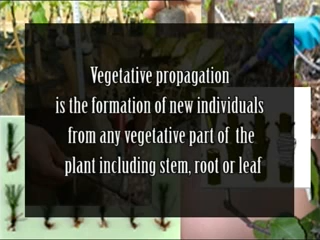 Vegetative propagation
is the formation of new individuals
from any vegetative part of the
plant including stem, root or leaf